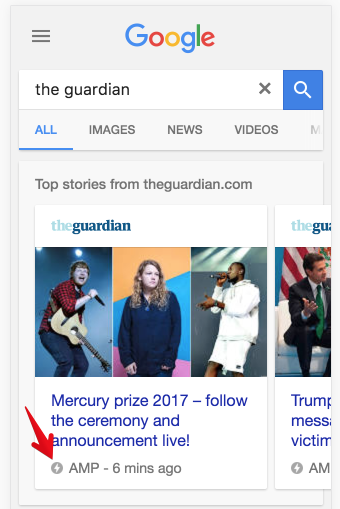 Google
the guardian
ALL IMAGES NEWS VIDEOS M
Top stories from theguardian.com
theguardian thegua
Mercury prize 2017 – follow
the ceremony and
announcement live!
Trump
messa
victim
AMP - 6 mins ago
AM